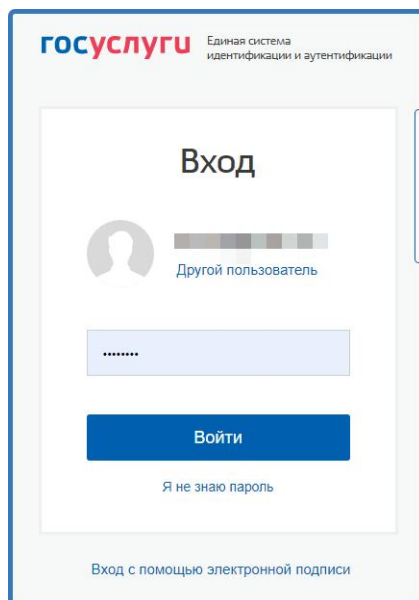 госуслуги
Единая система
идентификации и аутентификации
Вход
Другой пользователь
Войти
Я не знаю пароль
Вход с помощью электронной подписи